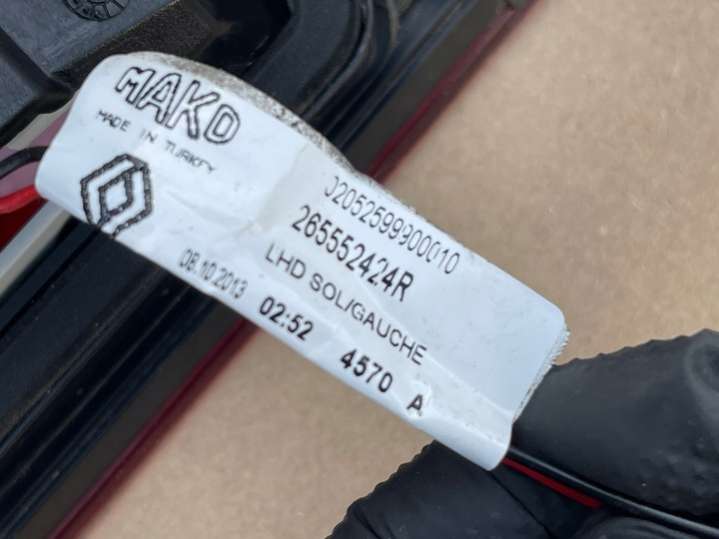 MAKO
MADE IN TURKEY
J2052599900010
265552424R
LHD SOL/GAUCHE
08.10.2013 02:52 4570 A